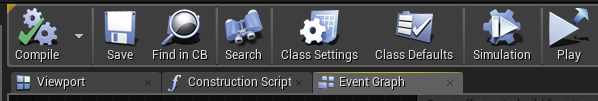 Compile Save Find in CB Search Class Settings Class Defaults Simulation Play
Viewport Construction Script Event Graph